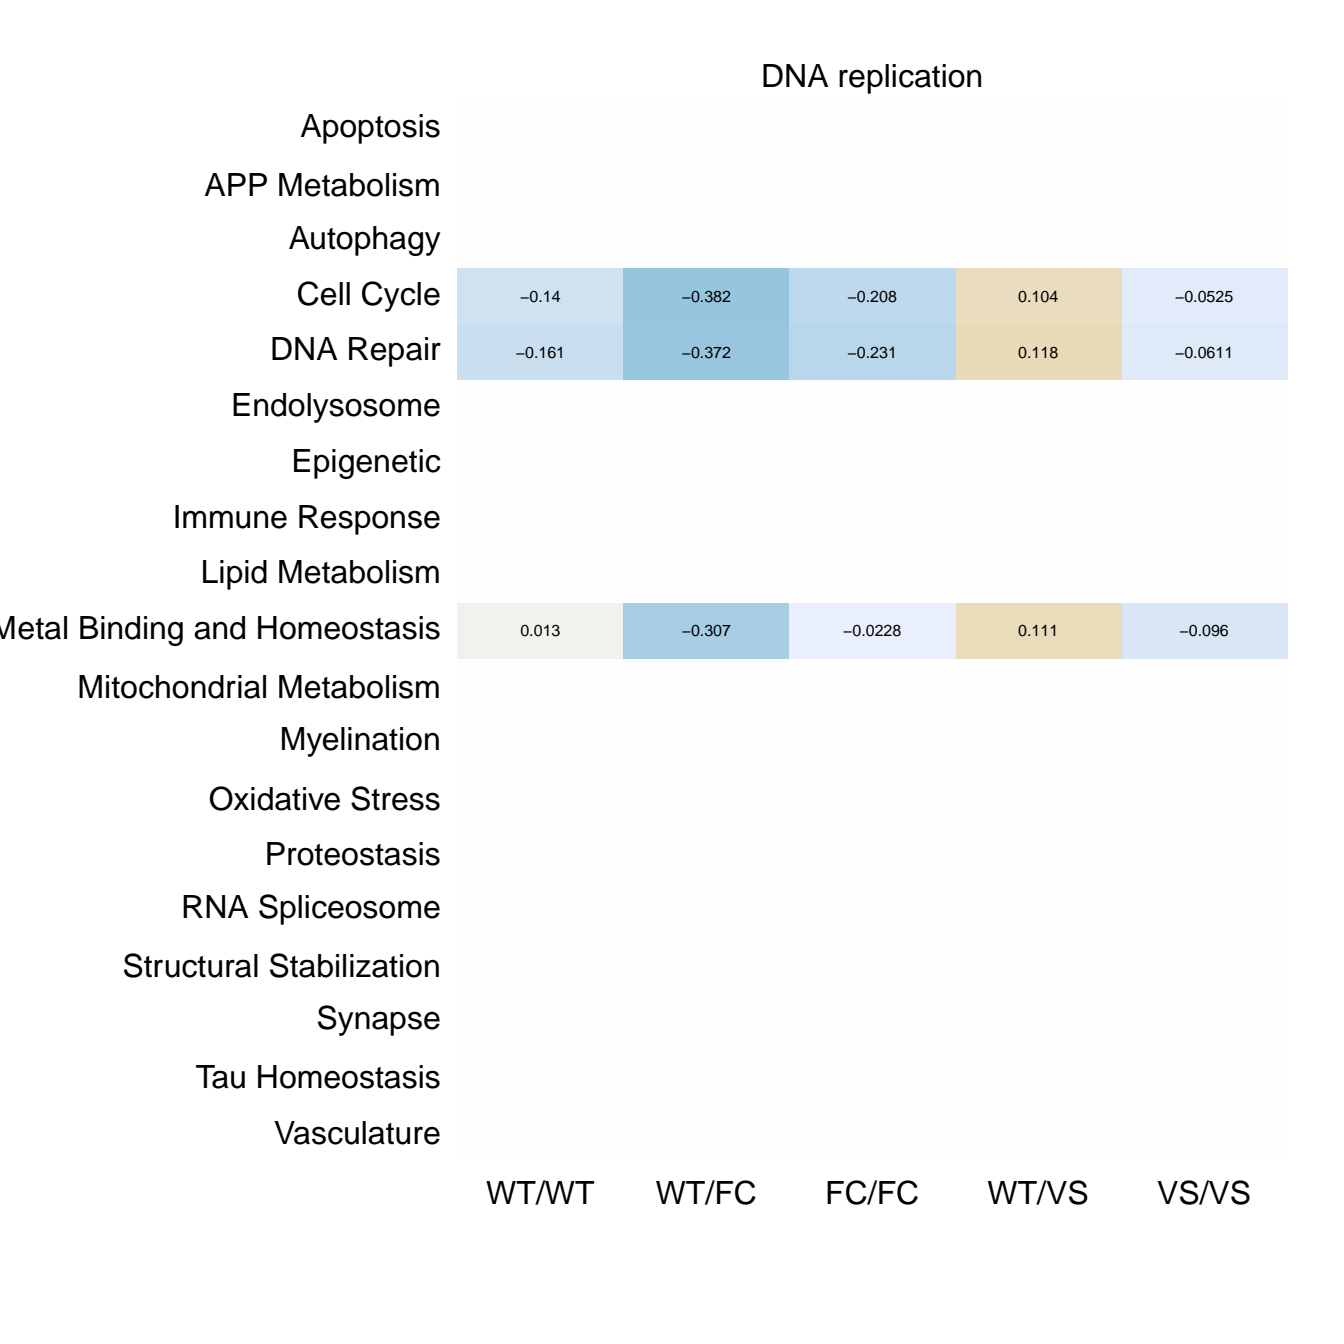 DNA replication
Apoptosis
APP Metabolism
Autophagy
Cell Cycle −0.14 −0.382 −0.208 0.104 −0.0525
DNA Repair −0.161 −0.372 −0.231 0.118 −0.0611
Endolysosome
Epigenetic
Immune Response
Lipid Metabolism
Metal Binding and Homeostasis 0.013 −0.307 −0.0228 0.111 −0.096
Mitochondrial Metabolism
Myelination
Oxidative Stress
Proteostasis
RNA Spliceosome
Structural Stabilization
Synapse
Tau Homeostasis
Vasculature
WT/WT WT/FC FC/FC WT/VS VS/VS